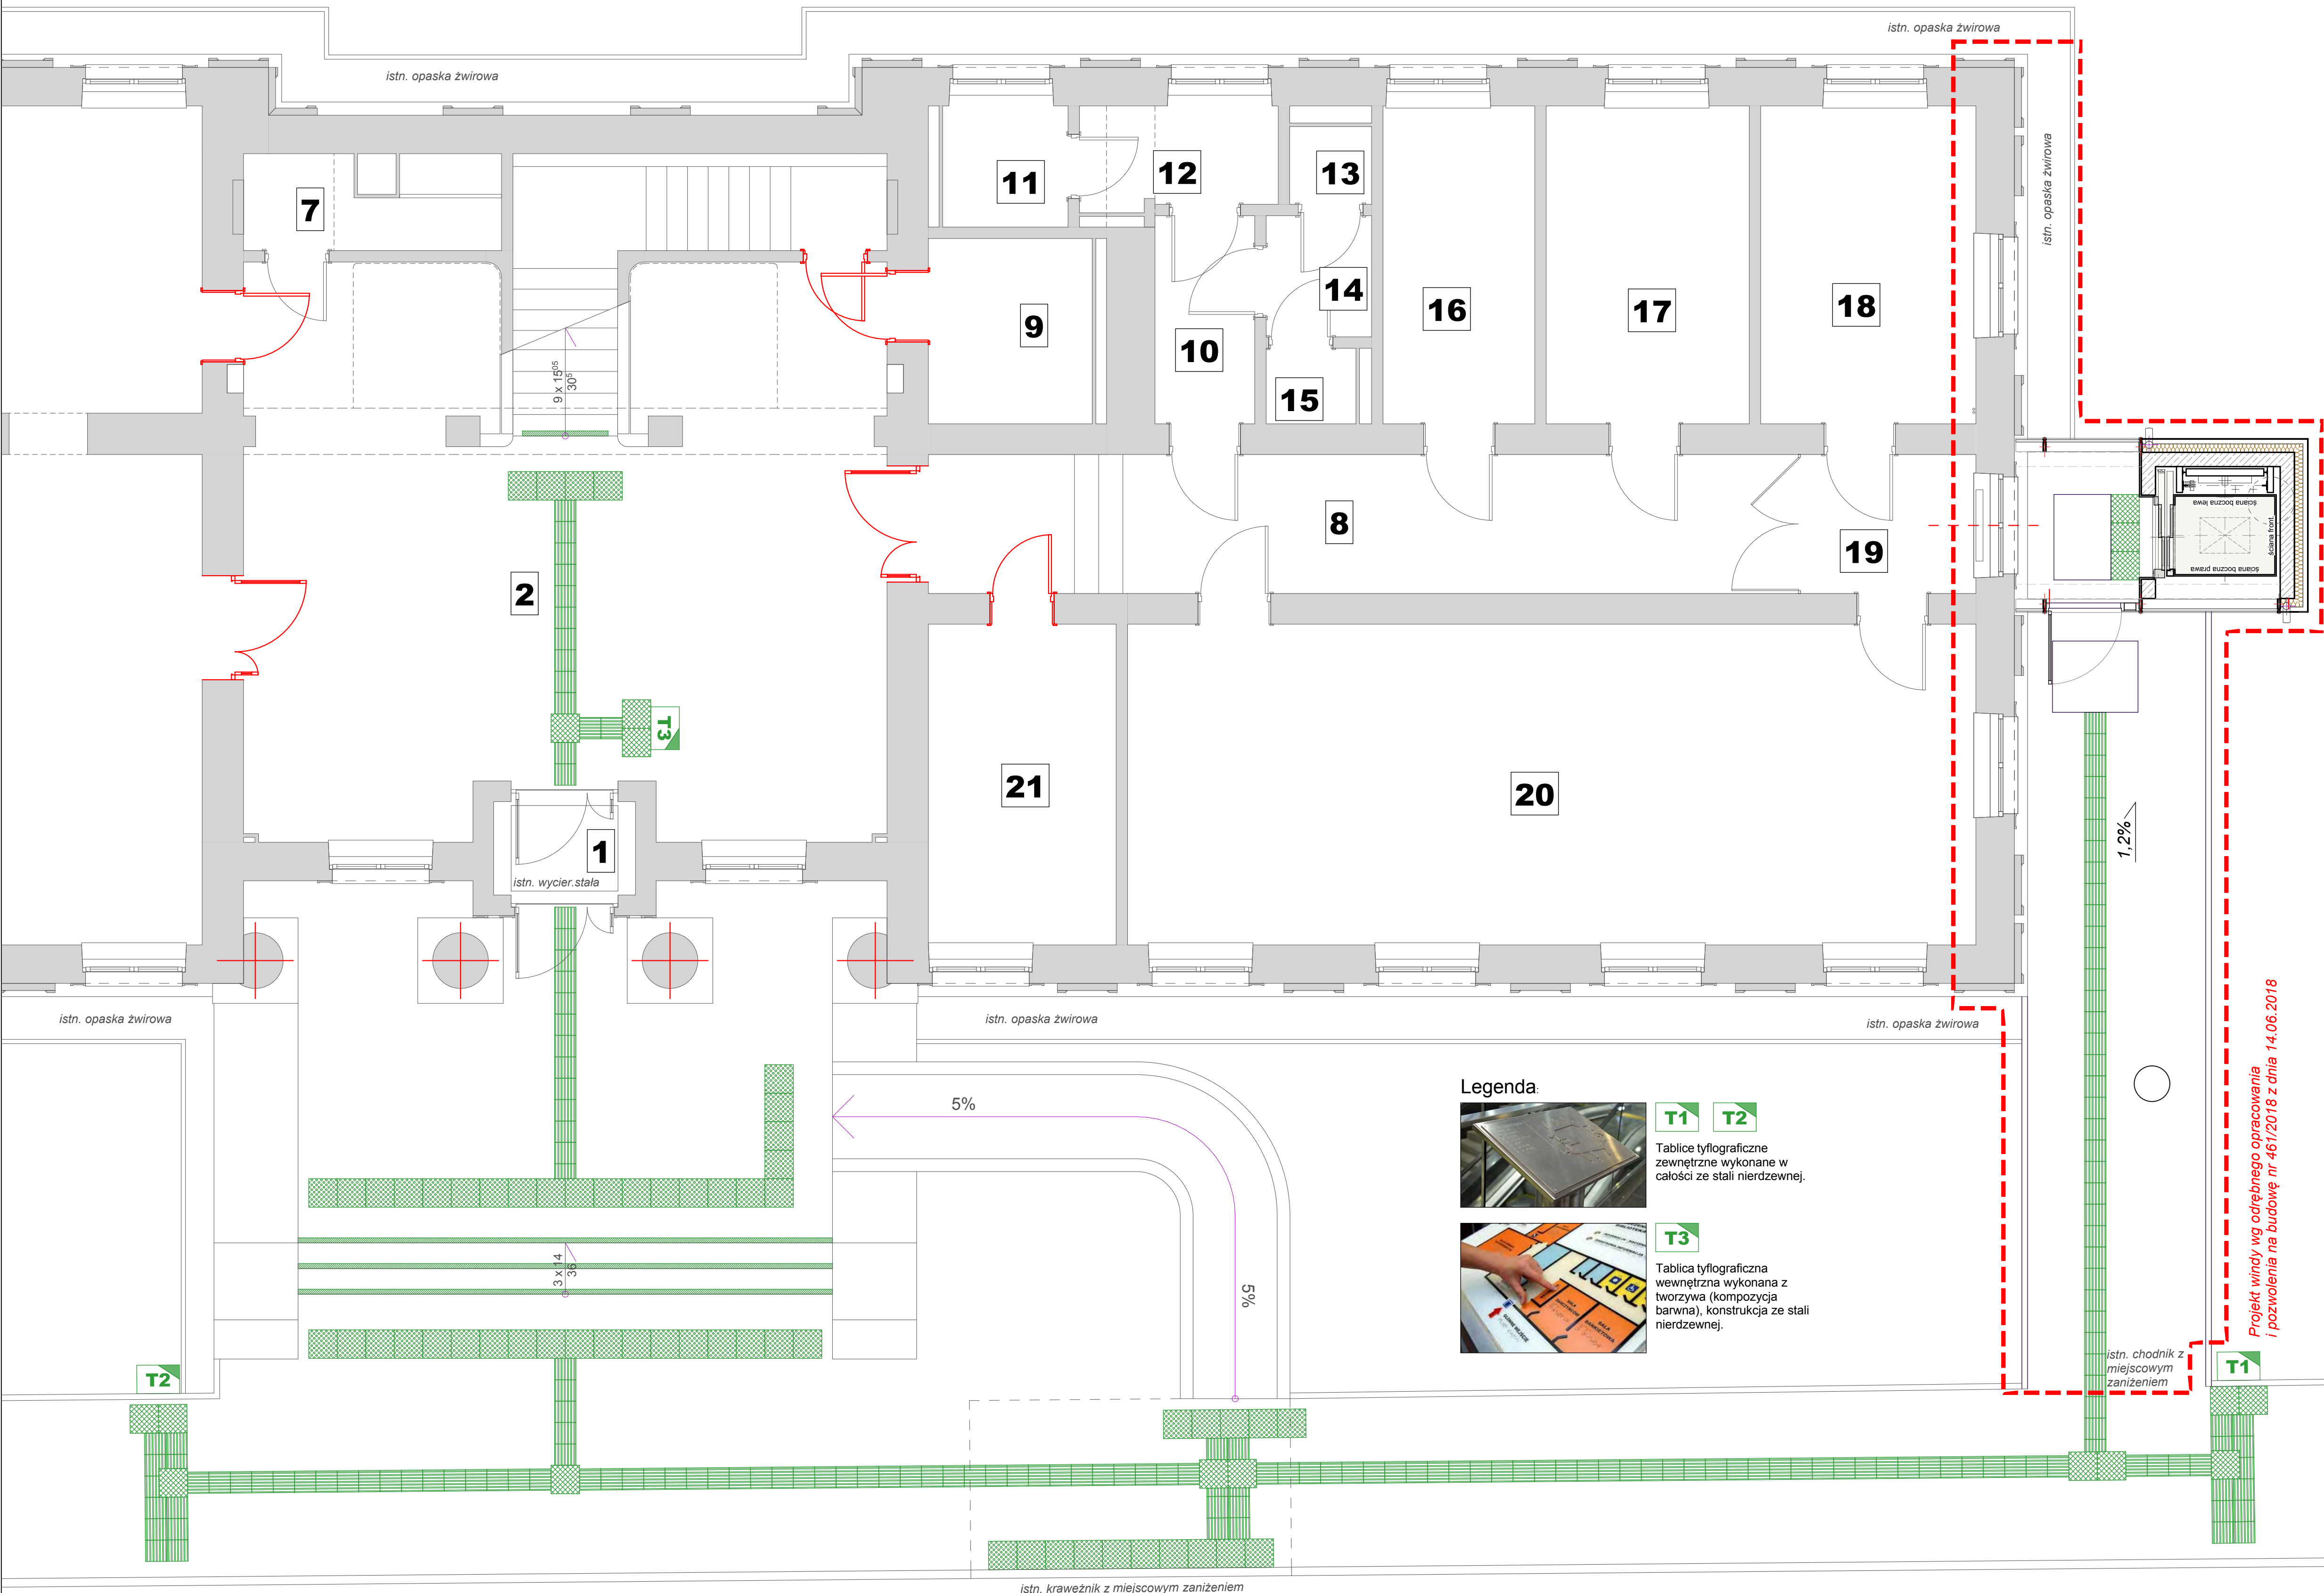 istn. opaska żwirowa
istn. opaska żwirowa
istn. opaska żwirowa
7
11
12
13
9
10
14
15
16
17
18
9 x 15⁰⁵
30⁵
8
19
ściana boczna lewa
ściana front.
ściana boczna prawa
2
T3
21
20
1
istn. wycier.stała
1,2%
istn. opaska żwirowa
istn. opaska żwirowa
istn. opaska żwirowa
5%
5%
3 x 14
36
Legenda:
T1 T2
Tablice tyflograficzne
zewnętrzne wykonane w
całości ze stali nierdzewnej.
T3
Tablica tyflograficzna
wewnętrzna wykonana z
tworzywa (kompozycja
barwna), konstrukcja ze stali
nierdzewnej.
SALA
BANKIETOWA
Projekt windy wg odrębnego opracowania
i pozwolenia na budowę nr 461/2018 z dnia 14.06.2018
istn. chodnik z
miejscowym
zaniżeniem
T2
T1
istn. krawężnik z miejscowym zaniżeniem